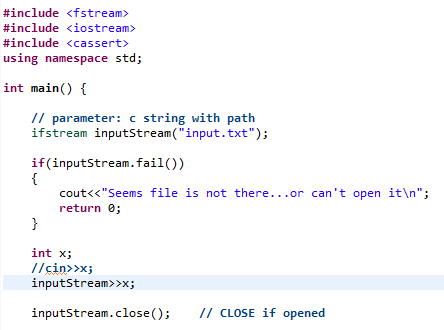 #include <fstream>
#include <iostream>
#include <cassert>
using namespace std;
int main() {
// parameter: c string with path
ifstream inputStream("input.txt");
if(inputStream.fail())
{
cout<<"Seems file is not there...or can't open it\n";
return 0;
}
int x;
//cin>>x;
inputStream>>x;
inputStream.close();    // CLOSE if opened